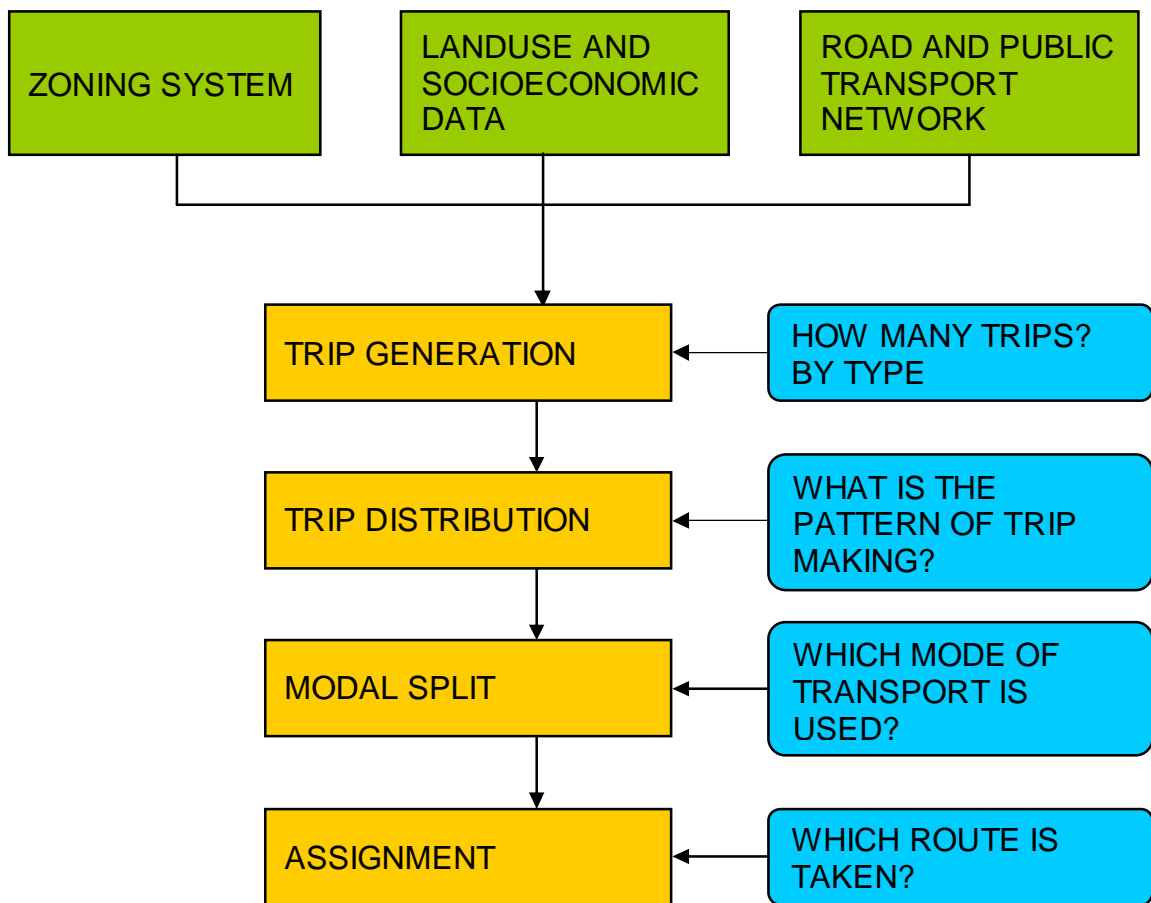 ZONING SYSTEM
LANDUSE AND
SOCIOECONOMIC
DATA
ROAD AND PUBLIC
TRANSPORT
NETWORK
TRIP GENERATION
HOW MANY TRIPS?
BY TYPE
TRIP DISTRIBUTION
WHAT IS THE
PATTERN OF TRIP
MAKING?
MODAL SPLIT
WHICH MODE OF
TRANSPORT IS
USED?
ASSIGNMENT
WHICH ROUTE IS
TAKEN?